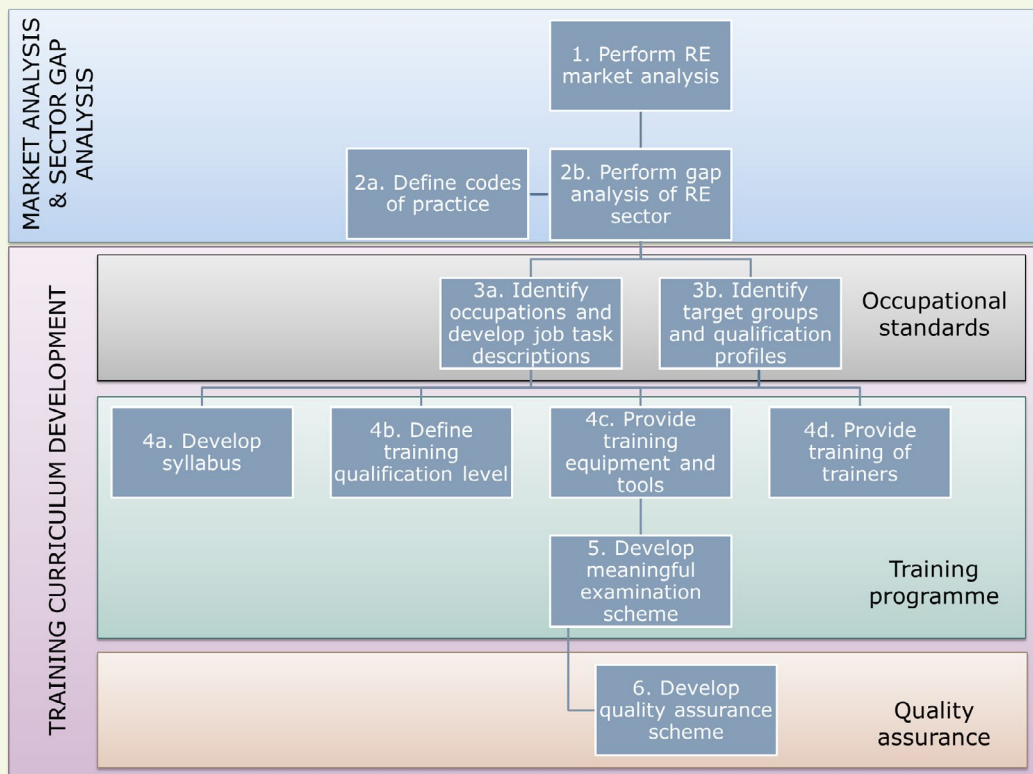 MARKET ANALYSIS
& SECTOR GAP
ANALYSIS
1. Perform RE
market analysis
2a. Define codes
of practice
2b. Perform gap
analysis of RE
sector
TRAINING CURRICULUM DEVELOPMENT
3a. Identify
occupations and
develop job task
descriptions
3b. Identify
target groups
and qualification
profiles
Occupational
standards
4a. Develop
syllabus
4b. Define
training
qualification level
4c. Provide
training
equipment and
tools
4d. Provide
training of
trainers
5. Develop
meaningful
examination
scheme
Training
programme
6. Develop
quality assurance
scheme
Quality
assurance